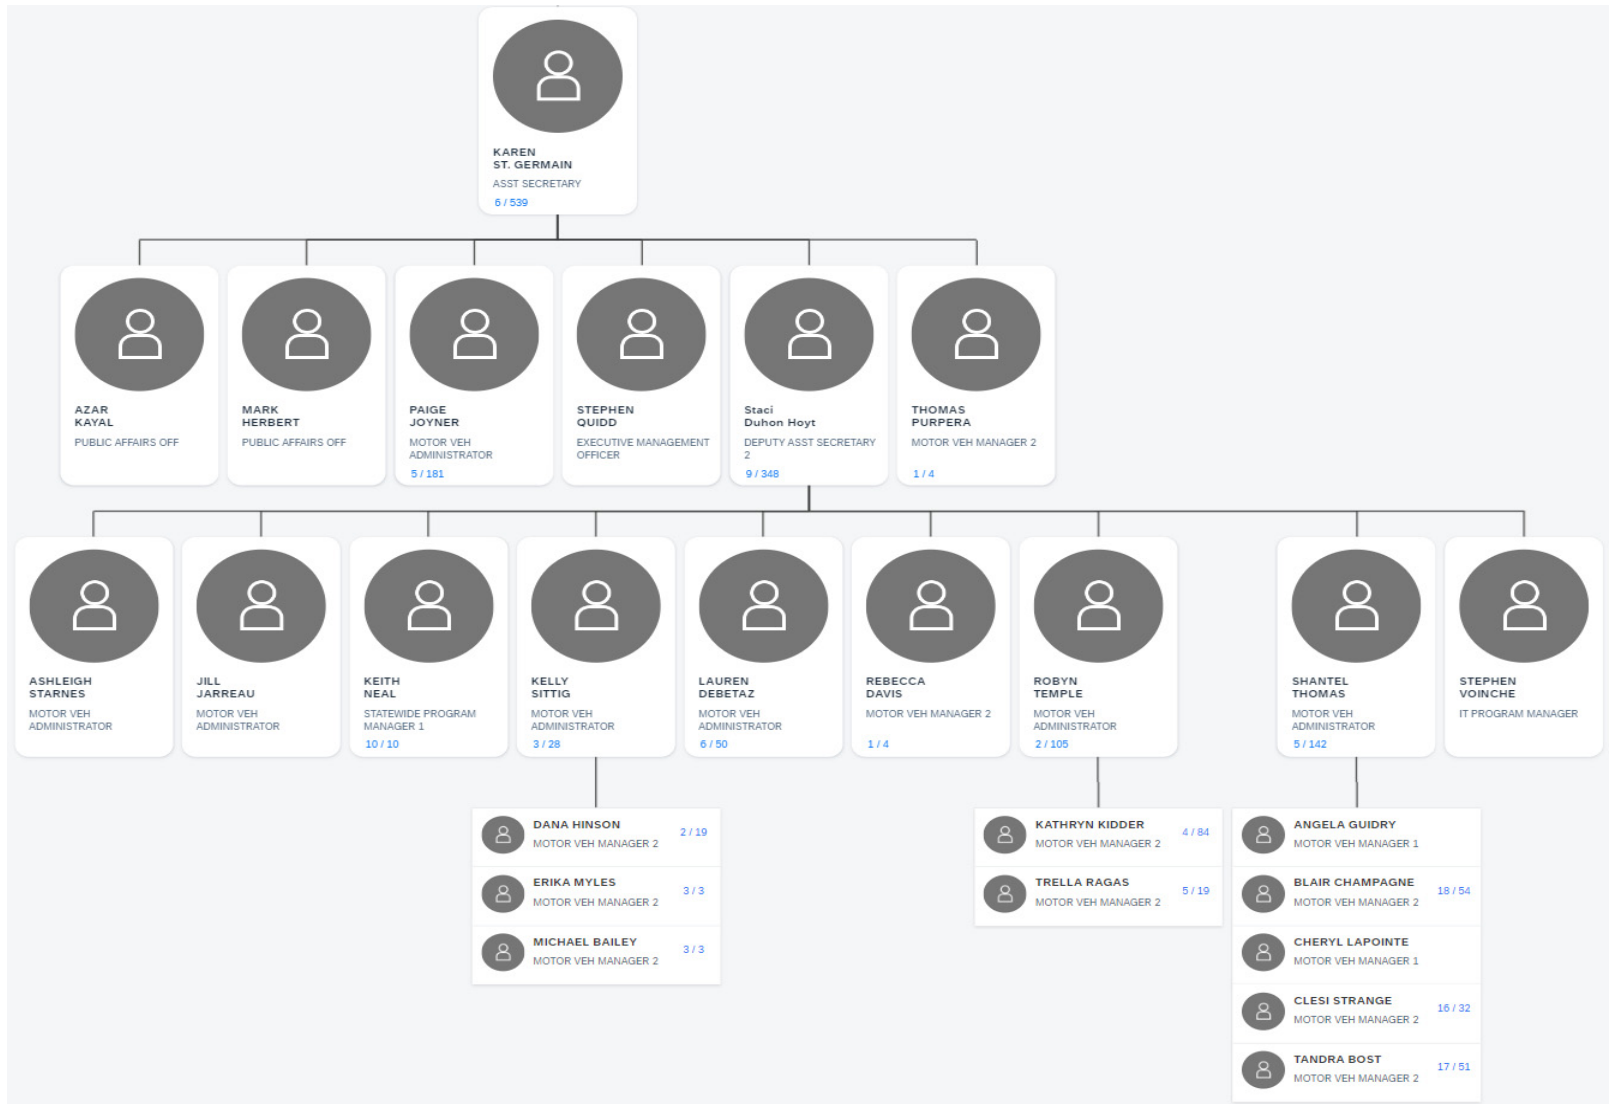 KAREN
ST. GERMAIN
ASST SECRETARY
6 / 539
AZAR
KAYAL
PUBLIC AFFAIRS OFF
MARK
HERBERT
PUBLIC AFFAIRS OFF
PAIGE
JOYNER
MOTOR VEH
ADMINISTRATOR
5 / 181
STEPHEN
QUIDD
EXECUTIVE MANAGEMENT
OFFICER
Staci
Duhon Hoyt
DEPUTY ASST SECRETARY
2
9 / 348
THOMAS
PURPERA
MOTOR VEH MANAGER 2
1 / 4
ASHLEIGH
STARNES
MOTOR VEH
ADMINISTRATOR
JILL
JARREAU
MOTOR VEH
ADMINISTRATOR
KEITH
NEAL
STATEWIDE PROGRAM
MANAGER 1
10 / 10
KELLY
SITTIG
MOTOR VEH
ADMINISTRATOR
3 / 28
LAUREN
DEBETAZ
MOTOR VEH
ADMINISTRATOR
6 / 50
REBECCA
DAVIS
MOTOR VEH MANAGER 2
1 / 4
ROBYN
TEMPLE
MOTOR VEH
ADMINISTRATOR
2 / 105
SHANTEL
THOMAS
MOTOR VEH
ADMINISTRATOR
5 / 142
STEPHEN
VOINCHE
IT PROGRAM MANAGER
DANA HINSON
MOTOR VEH MANAGER 2
2 / 19
ERIKA MYLES
MOTOR VEH MANAGER 2
3 / 3
MICHAEL BAILEY
MOTOR VEH MANAGER 2
3 / 3
KATHRYN KIDDER
MOTOR VEH MANAGER 2
4 / 84
TRELLA RAGAS
MOTOR VEH MANAGER 2
5 / 19
ANGELA GUIDRY
MOTOR VEH MANAGER 1
BLAIR CHAMPAGNE
MOTOR VEH MANAGER 2
18 / 54
CHERYL LAPOINTE
MOTOR VEH MANAGER 1
CLESI STRANGE
MOTOR VEH MANAGER 2
16 / 32
TANDRA BOST
MOTOR VEH MANAGER 2
17 / 51